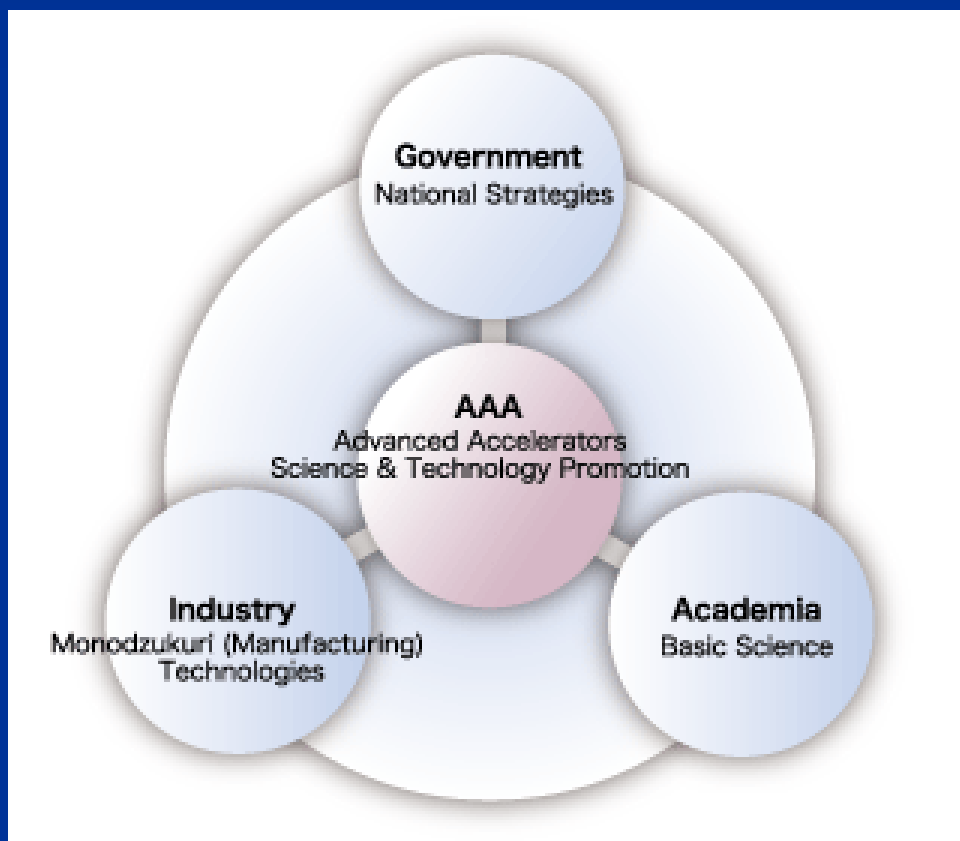 Government
National Strategies
AAA
Advanced Accelerators
Science & Technology Promotion
Industry
Monodzukuri (Manufacturing)
Technologies
Academia
Basic Science